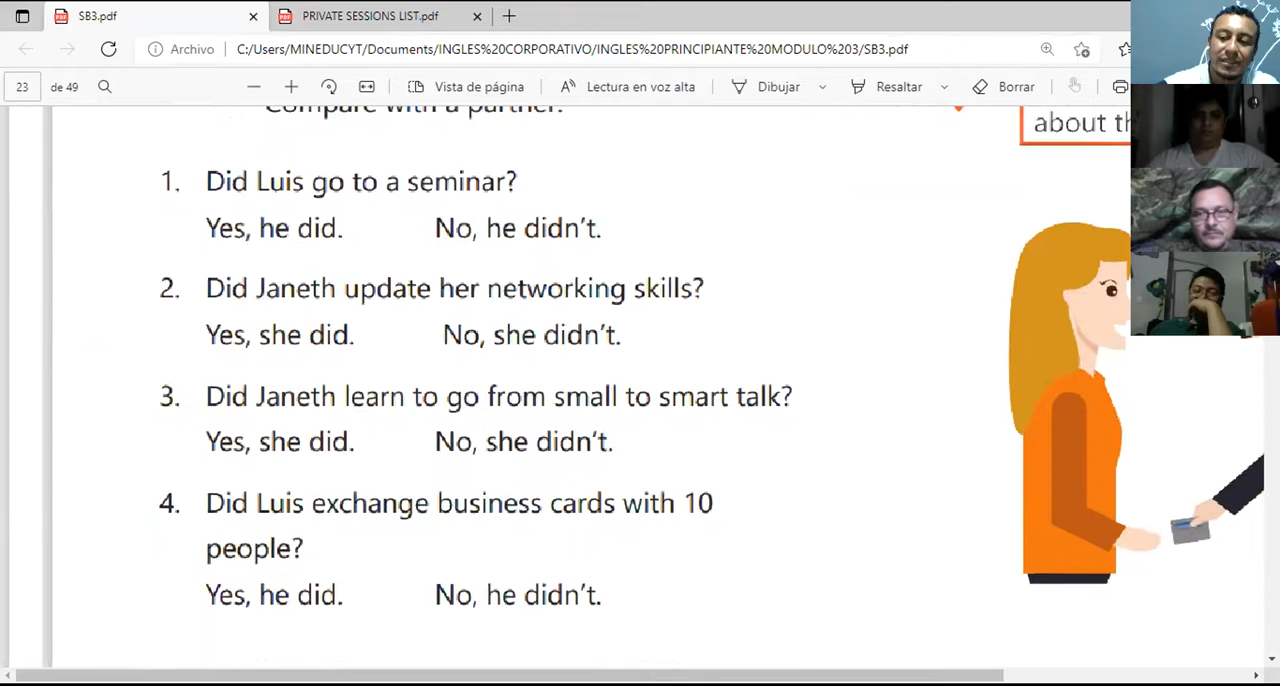 SB3.pdf
PRIVATE SESSIONS LIST.pdf
Archivo
C:/Users/MINEDUCYT/Documents/INGLES%20CORPORATIVO/INGLES%20PRINCIPIANTE%20MODULO%203/SB3.pdf
23 de 49
Vista de página
Lectura en voz alta
Dibujar
Resaltar
Borrar
Compare with a partner.
about th
1. Did Luis go to a seminar?
Yes, he did. No, he didn't.
2. Did Janeth update her networking skills?
Yes, she did. No, she didn't.
3. Did Janeth learn to go from small to smart talk?
Yes, she did. No, she didn't.
4. Did Luis exchange business cards with 10
people?
Yes, he did. No, he didn't.